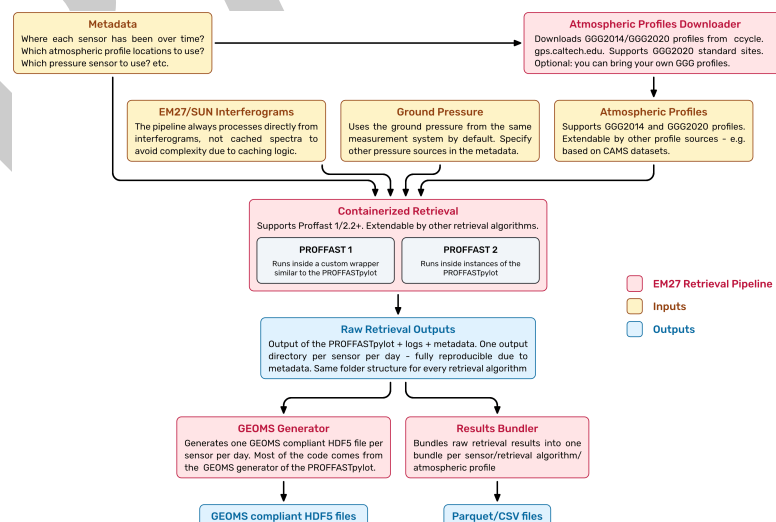 Metadata
Where each sensor has been over time?
Which atmospheric profile locations to use?
Which pressure sensor to use? etc.
Atmospheric Profiles Downloader
Downloads GGG2014/GGG2020 profiles from ccycle.
gps.caltech.edu. Supports GGG2020 standard sites.
Optional: you can bring your own GGG profiles.
EM27/SUN Interferograms
The pipeline always processes directly from
interferograms, not cached spectra to
avoid complexity due to caching logic.
Ground Pressure
Uses the ground pressure from the same
measurement system by default. Specify
other pressure sources in the metadata.
Atmospheric Profiles
Supports GGG2014 and GGG2020 profiles.
Extendable by other profile sources - e.g.
based on CAMS datasets.
Containerized Retrieval
Supports Proffast 1/2.2+. Extendable by other retrieval algorithms.
PROFFAST 1
Runs inside a custom wrapper
similar to the PROFFASTpylot
PROFFAST 2
Runs inside instances of the
PROFFASTpylot
EM27 Retrieval Pipeline
Inputs
Outputs
Raw Retrieval Outputs
Output of the PROFFASTpylot + logs + metadata. One output
directory per sensor per day - fully reproducible due to
metadata. Same folder structure for every retrieval algorithm
GEOMS Generator
Generates one GEOMS compliant HDF5 file per
sensor per day. Most of the code comes from
the GEOMS generator of the PROFFASTpylot.
Results Bundler
Bundles raw retrieval results into one
bundle per sensor/retrieval algorithm/
atmospheric profile
GEOMS compliant HDF5 files
Parquet/CSV files